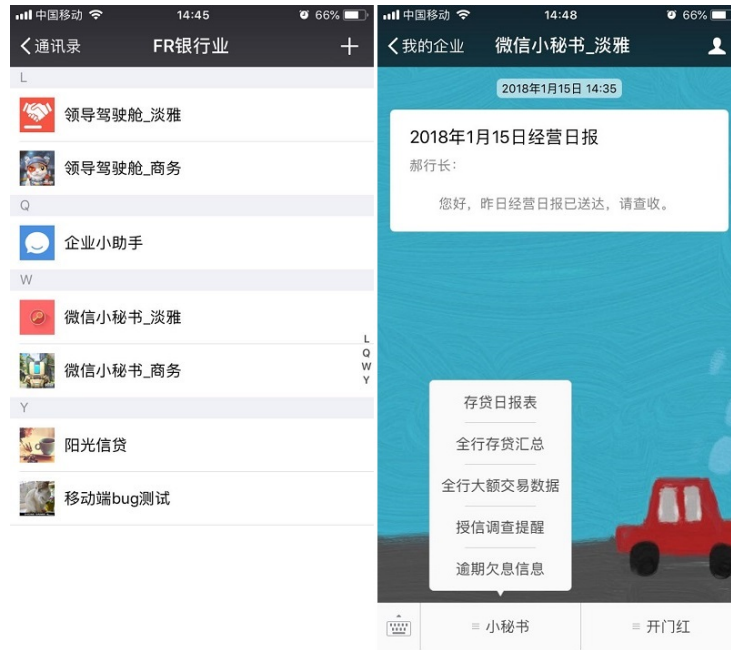 中国移动 14:45 66%
通讯录 FR银行业
L
领导驾驶舱_淡雅
领导驾驶舱_商务
Q
企业小助手
W
微信小秘书_淡雅
微信小秘书_商务
Y
阳光信贷
移动端bug测试
L
Q
W
Y
中国移动 14:48 66%
我的企业 微信小秘书_淡雅
2018年1月15日 14:35
2018年1月15日经营日报
郝行长：
您好，昨日经营日报已送达，请查收。
存贷日报表
全行存贷汇总
全行大额交易数据
授信调查提醒
逾期欠息信息
小秘书 开门红